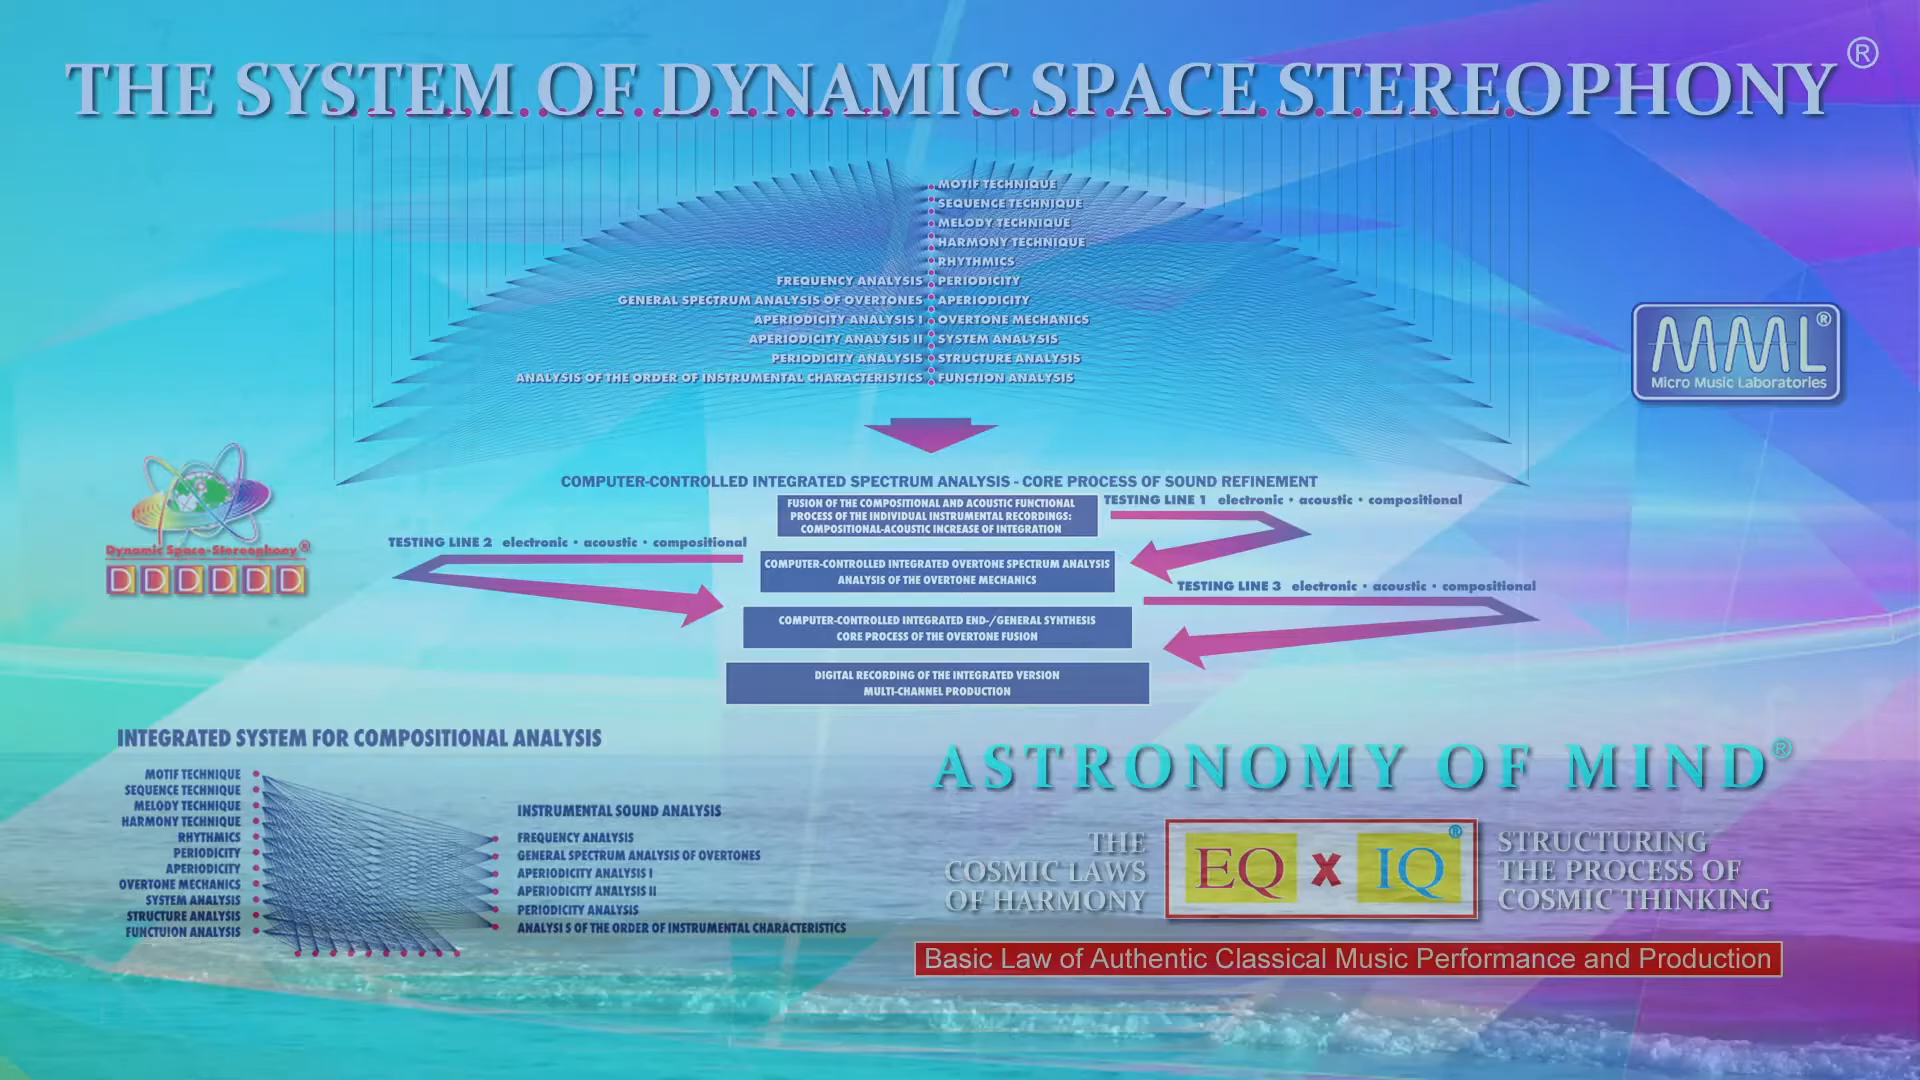 THE SYSTEM OF DYNAMIC SPACE STEREOPHONY®
MOTIF TECHNIQUE
SEQUENCE TECHNIQUE
MELODY TECHNIQUE
HARMONY TECHNIQUE
RHYTHMICS
FREQUENCY ANALYSIS PERIODICITY
GENERAL SPECTRUM ANALYSIS OF OVERTONES APERIODICITY
APERIODICITY ANALYSIS I OVERTONE MECHANICS
APERIODICITY ANALYSIS II SYSTEM ANALYSIS
PERIODICITY ANALYSIS STRUCTURE ANALYSIS
ANALYSIS OF THE ORDER OF INSTRUMENTAL CHARACTERISTICS FUNCTION ANALYSIS
MML®
Micro Music Laboratories
COMPUTER-CONTROLLED INTEGRATED SPECTRUM ANALYSIS - CORE PROCESS OF SOUND REFINEMENT
FUSION OF THE COMPOSITIONAL AND ACOUSTIC FUNCTIONAL
PROCESS OF THE INDIVIDUAL INSTRUMENTAL RECORDINGS:
COMPOSITIONAL-ACOUSTIC INCREASE OF INTEGRATION
TESTING LINE 1 electronic • acoustic • compositional
TESTING LINE 2 electronic • acoustic • compositional
COMPUTER-CONTROLLED INTEGRATED OVERTONE SPECTRUM ANALYSIS
ANALYSIS OF THE OVERTONE MECHANICS
TESTING LINE 3 electronic • acoustic • compositional
COMPUTER-CONTROLLED INTEGRATED END-/GENERAL SYNTHESIS
CORE PROCESS OF THE OVERTONE FUSION
DIGITAL RECORDING OF THE INTEGRATED VERSION
MULTI-CHANNEL PRODUCTION
Dynamic Space-Stereophony®
DDDDDD
INTEGRATED SYSTEM FOR COMPOSITIONAL ANALYSIS
MOTIF TECHNIQUE
SEQUENCE TECHNIQUE
MELODY TECHNIQUE
HARMONY TECHNIQUE
RHYTHMICS
PERIODICITY
APERIODICITY
OVERTONE MECHANICS
SYSTEM ANALYSIS
STRUCTURE ANALYSIS
FUNCTUION ANALYSIS
INSTRUMENTAL SOUND ANALYSIS
FREQUENCY ANALYSIS
GENERAL SPECTRUM ANALYSIS OF OVERTONES
APERIODICITY ANALYSIS I
APERIODICITY ANALYSIS II
PERIODICITY ANALYSIS
ANALYSI S OF THE ORDER OF INSTRUMENTAL CHARACTERISTICS
ASTRONOMY OF MIND®
THE
COSMIC LAWS
OF HARMONY
EQ x IQ®
STRUCTURING
THE PROCESS OF
COSMIC THINKING
Basic Law of Authentic Classical Music Performance and Production